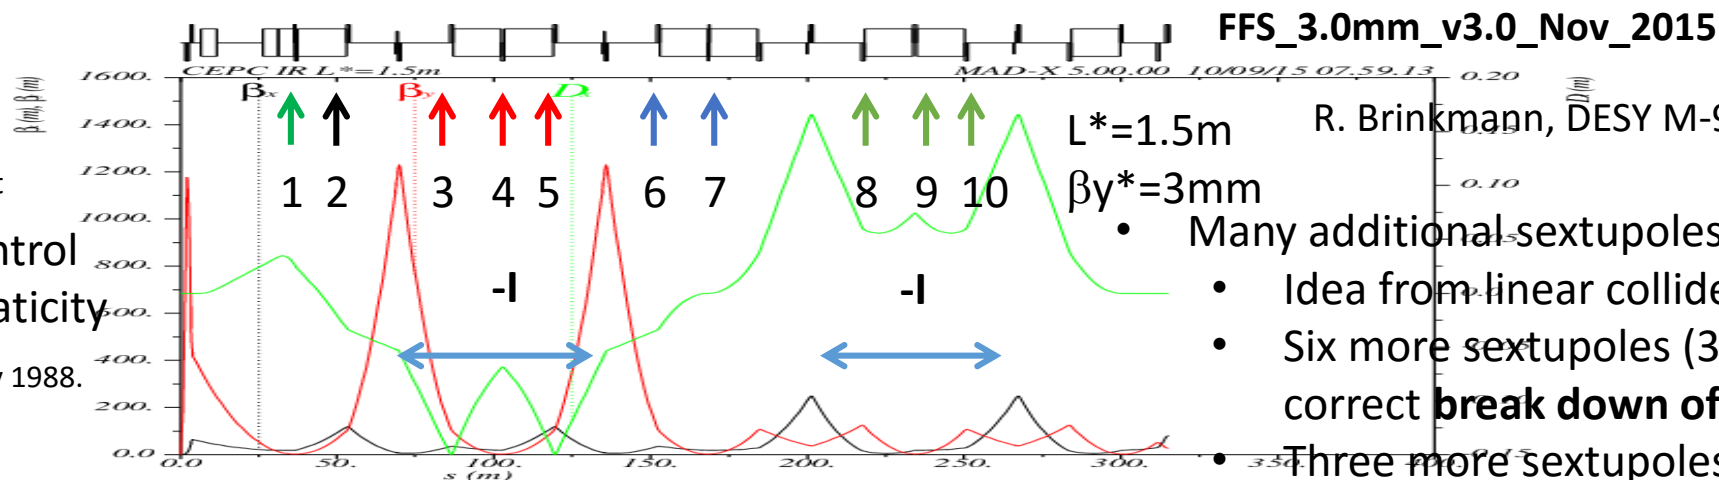 FFS_3.0mm_v3.0_Nov_2015
CEPC IR L*=1.5m
MAD-X 5.00.00 10/09/15 07.59.13
β (m), β (m)
1600.
1400.
1200.
1000.
800.
600.
400.
200.
0.0
βx
βy
D
D (m)
0.20
0.15
0.10
R. Brinkmann, DESY M-9
L*=1.5m
βy*=3mm
1 2 3 4 5 6 7 8 9 10
-I
-I
ntrol
aticity
y 1988.
• Many additional sextupoles
• Idea from linear collide
• Six more sextupoles (3
correct break down of
• Three more sextupoles
0.0 50. 100. 150. 200. 250. 300. 350. 400.
s (m)